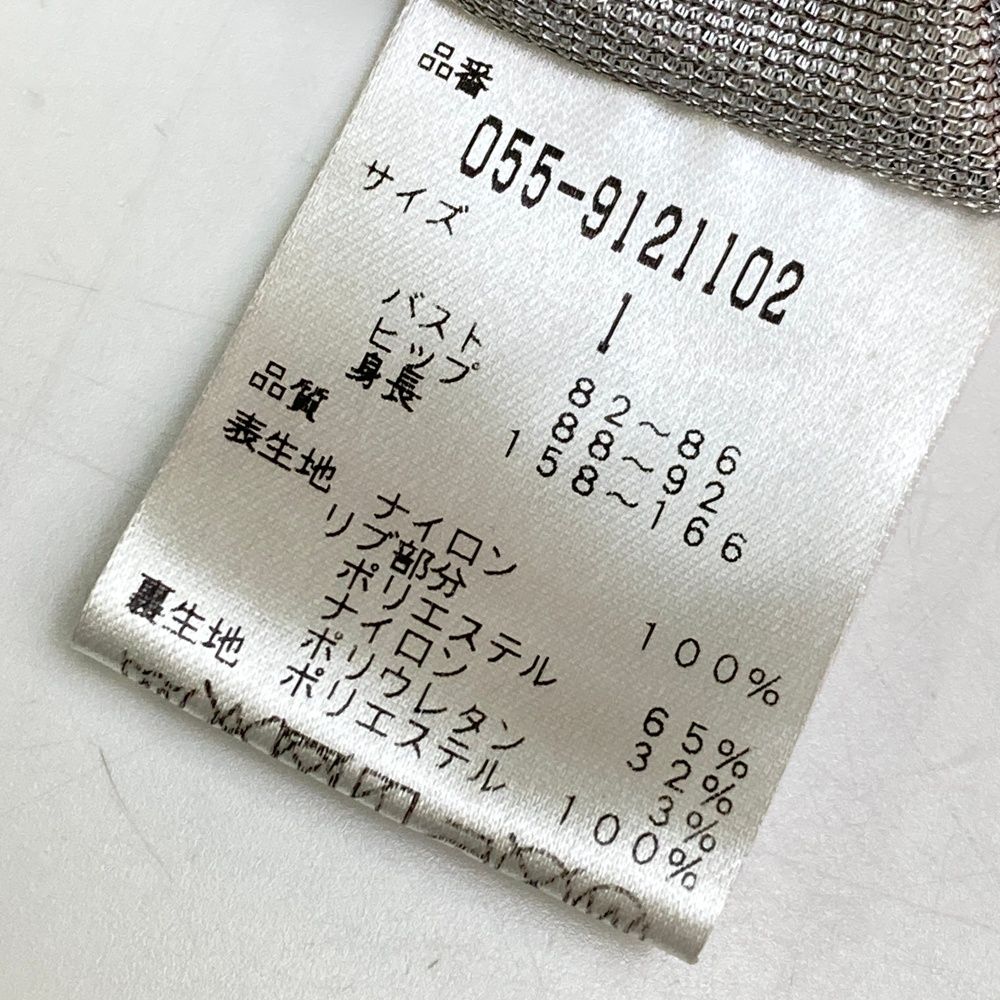 品番
055-9121102
サイズ
1
バスト 82~86
ヒップ 88~92
身長 158~166
品質
表生地
ナイロン 100%
リブ部分
ポリエステル 65%
ナイロン 32%
ポリウレタン 3%
裏生地 ポリエステル 100%